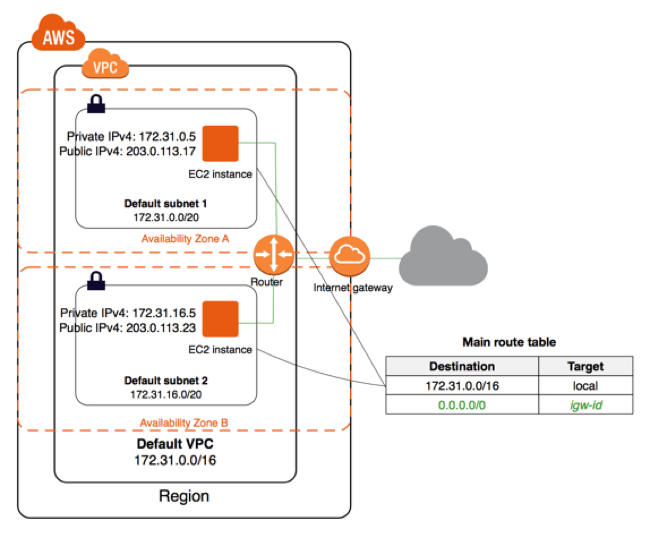 AWS
VPC
Private IPv4: 172.31.0.5
Public IPv4: 203.0.113.17
EC2 instance
Default subnet 1
172.31.0.0/20
Availability Zone A
Router
Internet gateway
Private IPv4: 172.31.16.5
Public IPv4: 203.0.113.23
EC2 instance
Default subnet 2
172.31.16.0/20
Availability Zone B
Default VPC
172.31.0.0/16
Region
Main route table
Destination Target
172.31.0.0/16 local
0.0.0.0/0 igw-id